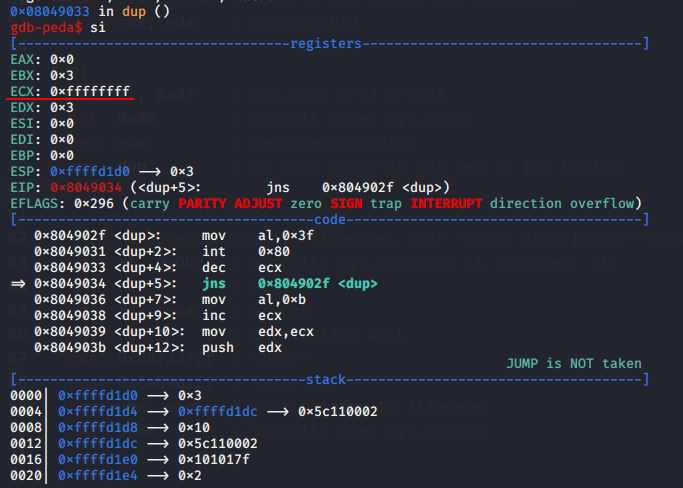 0x08049033 in dup ()
gdb-peda$ si
[----------------------------------registers-----------------------------------]
EAX: 0x0
EBX: 0x3
ECX: 0xffffffff
EDX: 0x3
ESI: 0x0
EDI: 0x0
EBP: 0x0
ESP: 0xffffd1d0 --> 0x3
EIP: 0x8049034 (<dup+5>: jns 0x804902f <dup>)
EFLAGS: 0x296 (carry PARITY ADJUST zero SIGN trap INTERRUPT direction overflow)
[-------------------------------------code-------------------------------------]
0x804902f <dup>: mov al,0x3f
0x8049031 <dup+2>: int 0x80
0x8049033 <dup+4>: dec ecx
=> 0x8049034 <dup+5>: jns 0x804902f <dup>
0x8049036 <dup+7>: mov al,0xb
0x8049038 <dup+9>: inc ecx
0x8049039 <dup+10>: mov edx,ecx
0x804903b <dup+12>: push edx
JUMP is NOT taken
[------------------------------------stack-------------------------------------]
0000| 0xffffd1d0 --> 0x3
0004| 0xffffd1d4 --> 0xffffd1dc --> 0x5c110002
0008| 0xffffd1d8 --> 0x10
0012| 0xffffd1dc --> 0x5c110002
0016| 0xffffd1e0 --> 0x101017f
0020| 0xffffd1e4 --> 0x2